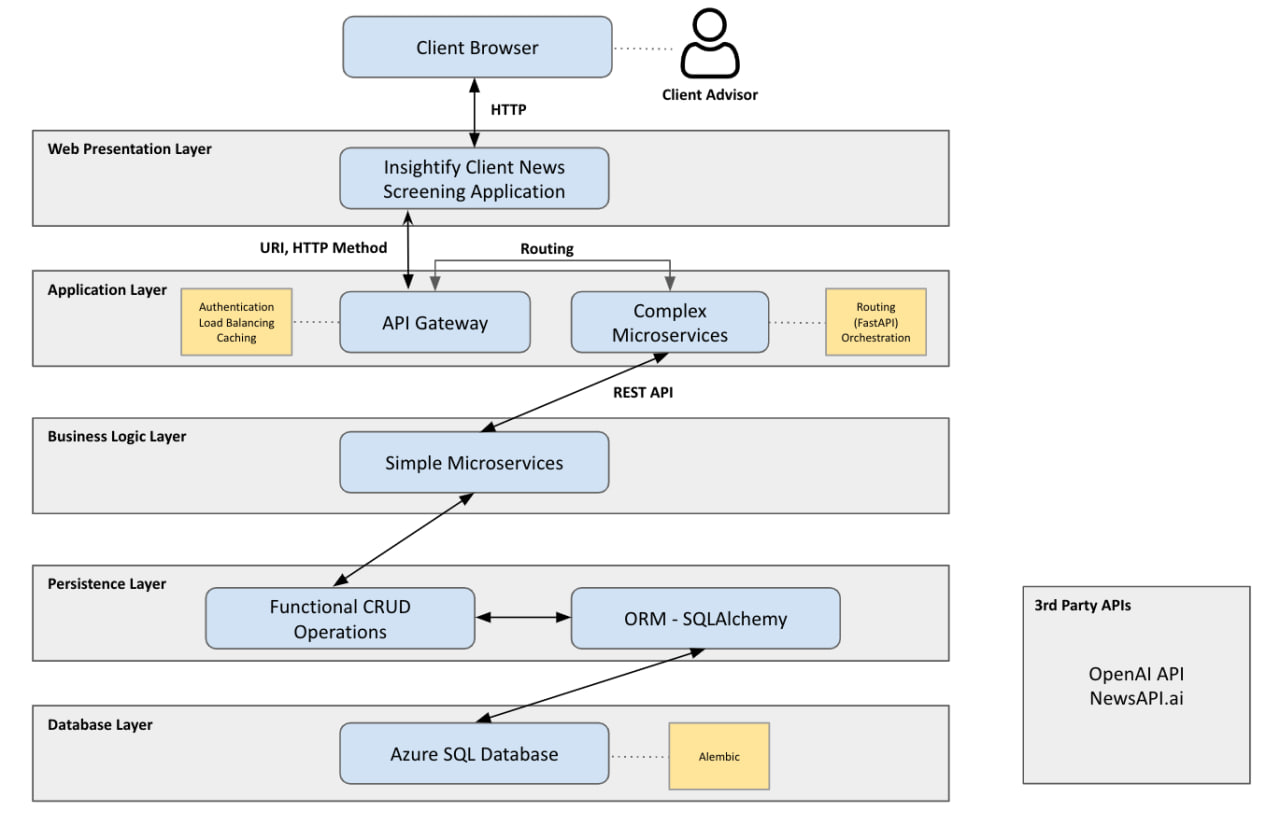 Client Browser
Client Advisor
HTTP
Web Presentation Layer
Insightify Client News
Screening Application
URI, HTTP Method
Routing
Application Layer
Authentication
Load Balancing
Caching
API Gateway
Complex
Microservices
Routing
(FastAPI)
Orchestration
REST API
Business Logic Layer
Simple Microservices
Persistence Layer
Functional CRUD
Operations
ORM - SQLAlchemy
3rd Party APIs
OpenAI API
NewsAPI.ai
Database Layer
Azure SQL Database
Alembic